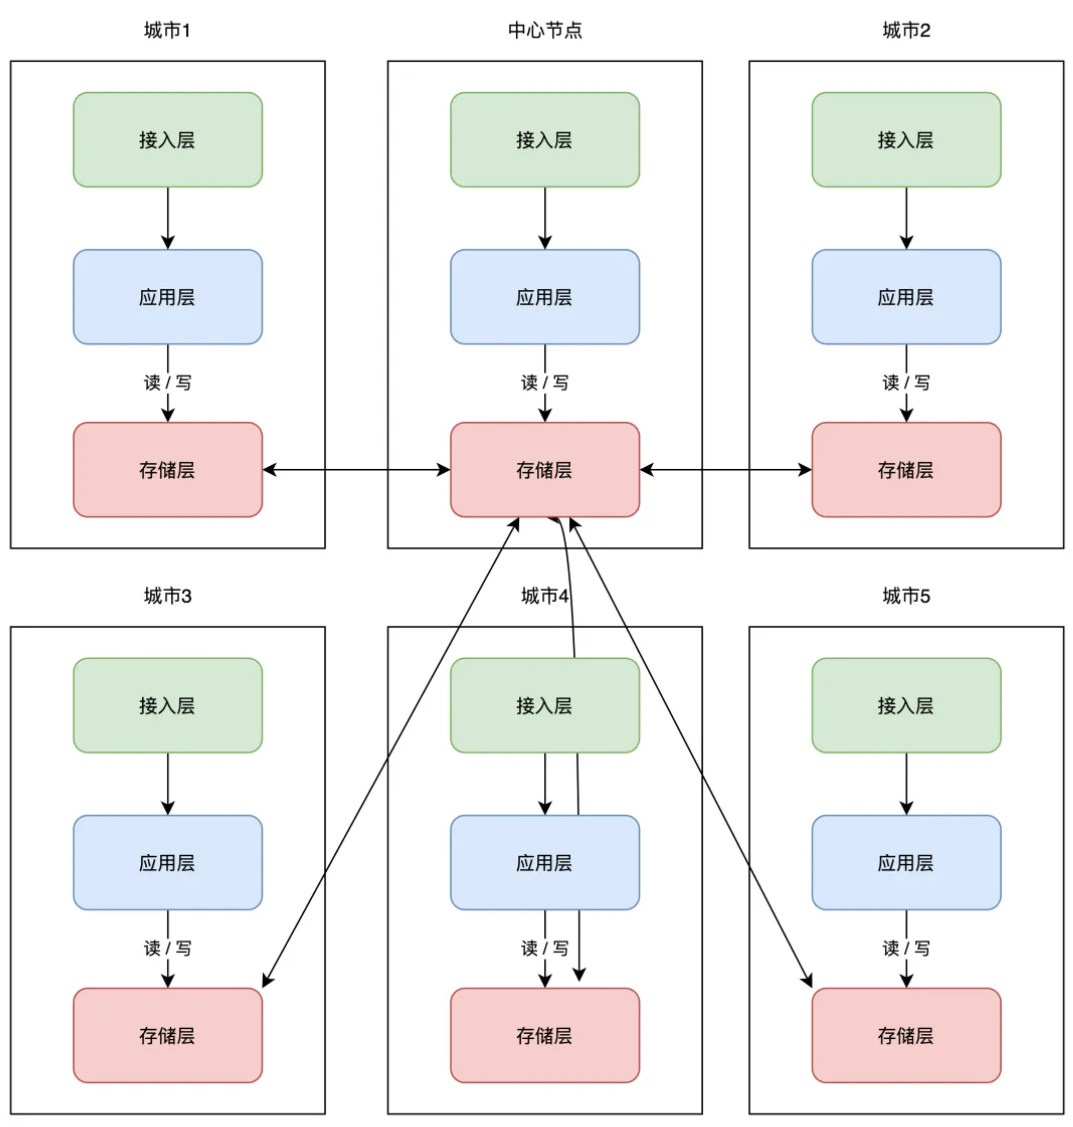 城市1
中心节点
城市2
接入层
接入层
接入层
应用层
应用层
应用层
读 / 写
读 / 写
读 / 写
存储层
存储层
存储层
城市3
城市4
城市5
接入层
接入层
接入层
应用层
应用层
应用层
读 / 写
读 / 写
读 / 写
存储层
存储层
存储层